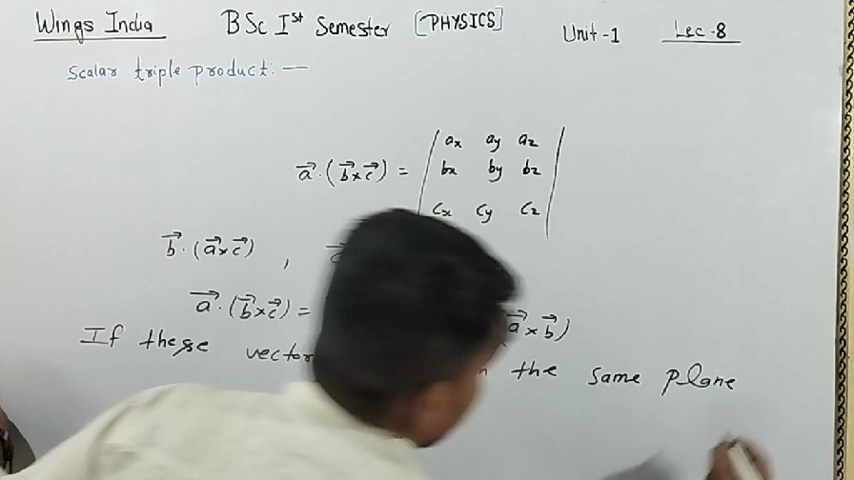 Wings India BSc Ist Semester [PHYSICS] Unit-1 Lec-8
Scalar triple product:—
a⃗·(b⃗×c⃗) = | ax ay az
bx by bz
cx cy cz |
b⃗·(a⃗×c⃗) ,
a⃗·(b⃗×c⃗) = a⃗×b⃗)
If these vector the same plane